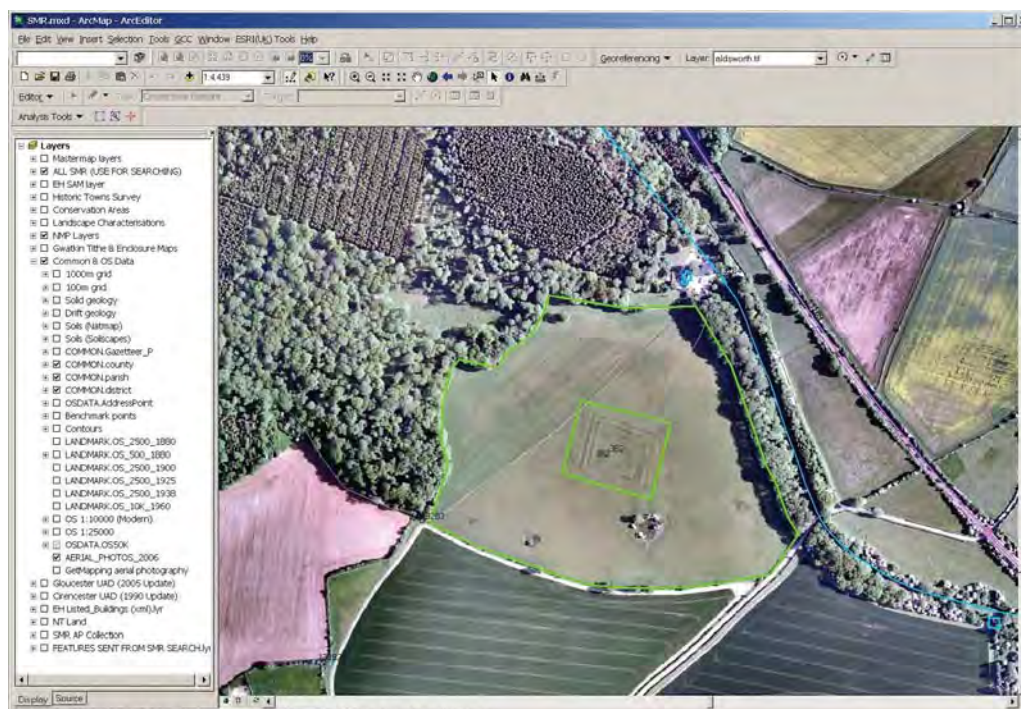 SMR.mxd - ArcMap - ArcEditor
File Edit View Insert Selection Tools GCC Window ESRI(UK) Tools Help
Georeferencing Layer: aldsworth.tif
1:4,439
Editor
Analysis Tools
Layers
Mastermap layers
ALL SMR (USE FOR SEARCHING)
EH SAM layer
Historic Towns Survey
Conservation Areas
Landscape Characterisations
NMP Layers
Gwatkin Tithe & Enclosure Maps
Common & OS Data
1000m grid
100m grid
Solid geology
Drift geology
Soils (Natmap)
Soils (Soilscapes)
COMMON.Gazetteer_P
COMMON.county
COMMON.parish
COMMON.district
OSDATA.AddressPoint
Benchmark points
Contours
LANDMARK.OS_2500_1880
LANDMARK.OS_500_1880
LANDMARK.OS_2500_1900
LANDMARK.OS_2500_1925
LANDMARK.OS_2500_1938
LANDMARK.OS_10K_1960
OS 1:10000 (Modern)
OS 1:25000
OSDATA.OS50K
AERIAL_PHOTOS_2006
GetMapping aerial photography
Gloucester UAD (2005 Update)
Cirencester UAD (1990 Update)
EH Listed_Buildings (xml).lyr
NT Land
SMR AP Collection
FEATURES SENT FROM SMR SEARCH.lyr
Display Source